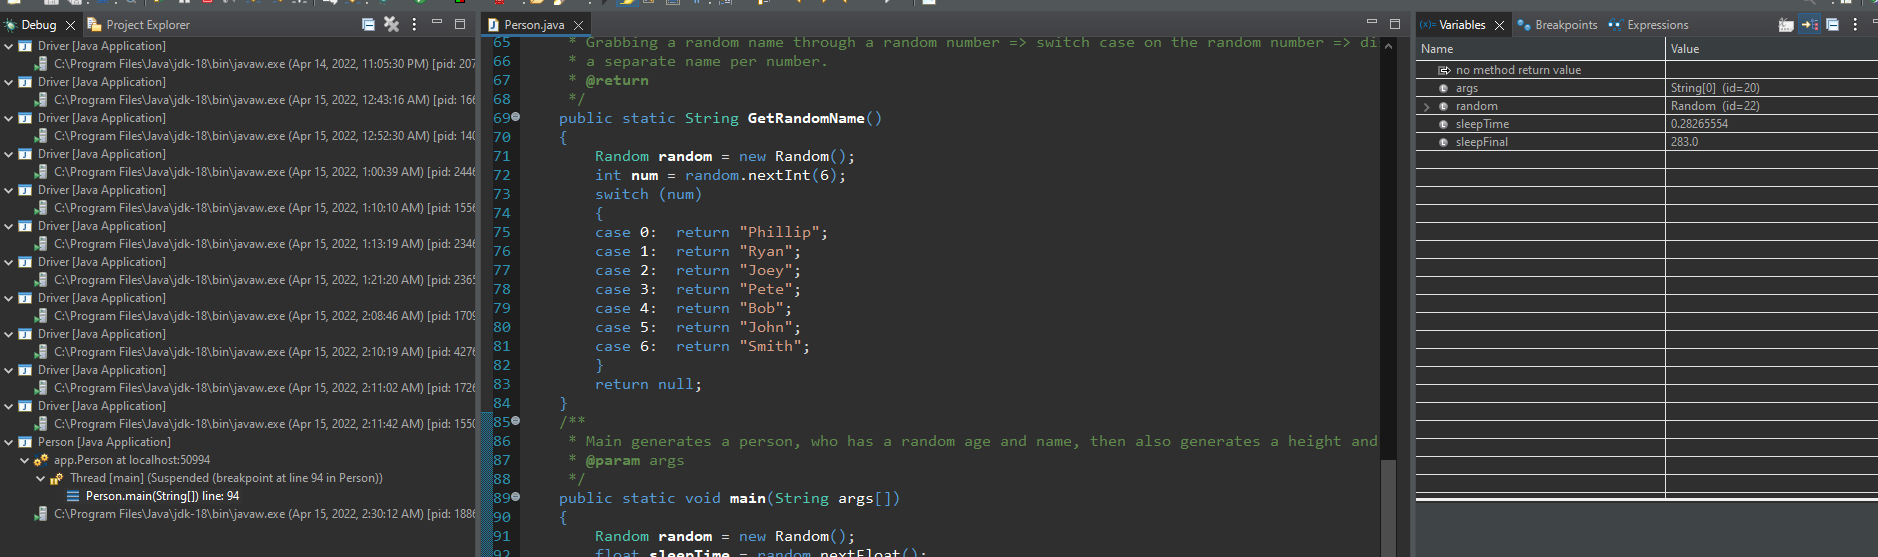 Debug Project Explorer
Driver [Java Application]
C:\Program Files\Java\jdk-18\bin\javaw.exe (Apr 14, 2022, 11:05:30 PM) [pid: 207
Driver [Java Application]
C:\Program Files\Java\jdk-18\bin\javaw.exe (Apr 15, 2022, 12:43:16 AM) [pid: 166
Driver [Java Application]
C:\Program Files\Java\jdk-18\bin\javaw.exe (Apr 15, 2022, 12:52:30 AM) [pid: 140
Driver [Java Application]
C:\Program Files\Java\jdk-18\bin\javaw.exe (Apr 15, 2022, 1:00:39 AM) [pid: 2446
Driver [Java Application]
C:\Program Files\Java\jdk-18\bin\javaw.exe (Apr 15, 2022, 1:10:10 AM) [pid: 1556
Driver [Java Application]
C:\Program Files\Java\jdk-18\bin\javaw.exe (Apr 15, 2022, 1:13:19 AM) [pid: 2346
Driver [Java Application]
C:\Program Files\Java\jdk-18\bin\javaw.exe (Apr 15, 2022, 1:21:20 AM) [pid: 2365
Driver [Java Application]
C:\Program Files\Java\jdk-18\bin\javaw.exe (Apr 15, 2022, 2:08:46 AM) [pid: 1709
Driver [Java Application]
C:\Program Files\Java\jdk-18\bin\javaw.exe (Apr 15, 2022, 2:10:19 AM) [pid: 4276
Driver [Java Application]
C:\Program Files\Java\jdk-18\bin\javaw.exe (Apr 15, 2022, 2:11:02 AM) [pid: 1726
Driver [Java Application]
C:\Program Files\Java\jdk-18\bin\javaw.exe (Apr 15, 2022, 2:11:42 AM) [pid: 1550
Person [Java Application]
app.Person at localhost:50994
Thread [main] (Suspended (breakpoint at line 94 in Person))
Person.main(String[]) line: 94
C:\Program Files\Java\jdk-18\bin\javaw.exe (Apr 15, 2022, 2:30:12 AM) [pid: 1886
Person.java
65 * Grabbing a random name through a random number => switch case on the random number => di
66 * a separate name per number.
67 * @return
68 */
69 public static String GetRandomName()
70 {
71 Random random = new Random();
72 int num = random.nextInt(6);
73 switch (num)
74 {
75 case 0: return "Phillip";
76 case 1: return "Ryan";
77 case 2: return "Joey";
78 case 3: return "Pete";
79 case 4: return "Bob";
80 case 5: return "John";
81 case 6: return "Smith";
82 }
83 return null;
84 }
85 /**
86 * Main generates a person, who has a random age and name, then also generates a height and
87 * @param args
88 */
89 public static void main(String args[])
90 {
91 Random random = new Random();
92 float sleepTime = random.nextFloat();
Variables Breakpoints Expressions
Name Value
no method return value
args String[0] (id=20)
random Random (id=22)
sleepTime 0.28265554
sleepFinal 283.0